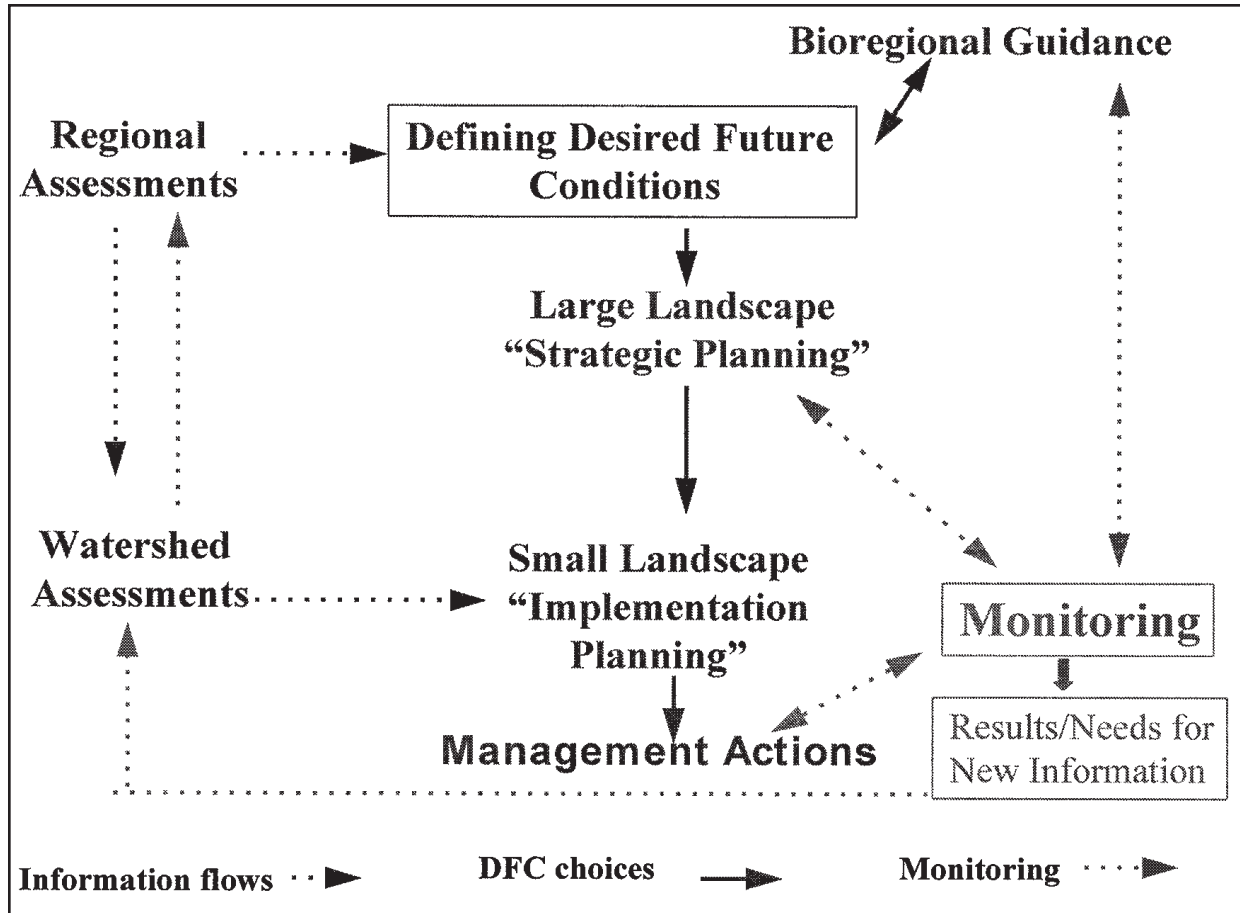 Bioregional Guidance
Regional
Assessments
Defining Desired Future
Conditions
Large Landscape
“Strategic Planning”
Watershed
Assessments
Small Landscape
“Implementation
Planning”
Monitoring
Management Actions
Results/Needs for
New Information
Information flows
DFC choices
Monitoring